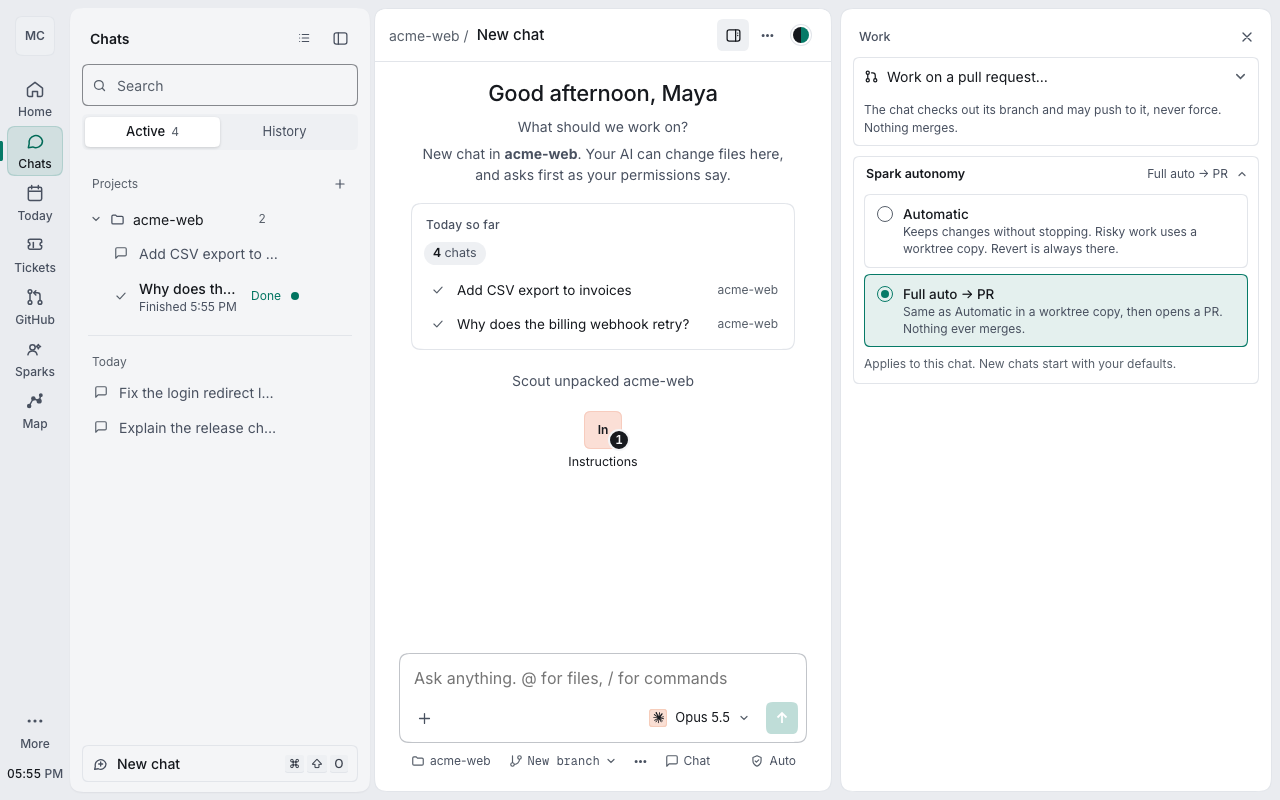 MC
Home
Chats
Today
Tickets
GitHub
Sparks
Map
More
05:55 PM
Chats
Search
Active 4
History
Projects
acme-web 2
Add CSV export to ...
Why does th... Done
Finished 5:55 PM
Today
Fix the login redirect l...
Explain the release ch...
New chat ⌘ ⇧ O
acme-web / New chat
Good afternoon, Maya
What should we work on?
New chat in acme-web. Your AI can change files here,
and asks first as your permissions say.
Today so far
4 chats
Add CSV export to invoices acme-web
Why does the billing webhook retry? acme-web
Scout unpacked acme-web
In 1
Instructions
Ask anything. @ for files, / for commands
Opus 5.5
acme-web New branch Chat Auto
Work
Work on a pull request...
The chat checks out its branch and may push to it, never force.
Nothing merges.
Spark autonomy Full auto → PR
Automatic
Keeps changes without stopping. Risky work uses a
worktree copy. Revert is always there.
Full auto → PR
Same as Automatic in a worktree copy, then opens a PR.
Nothing ever merges.
Applies to this chat. New chats start with your defaults.